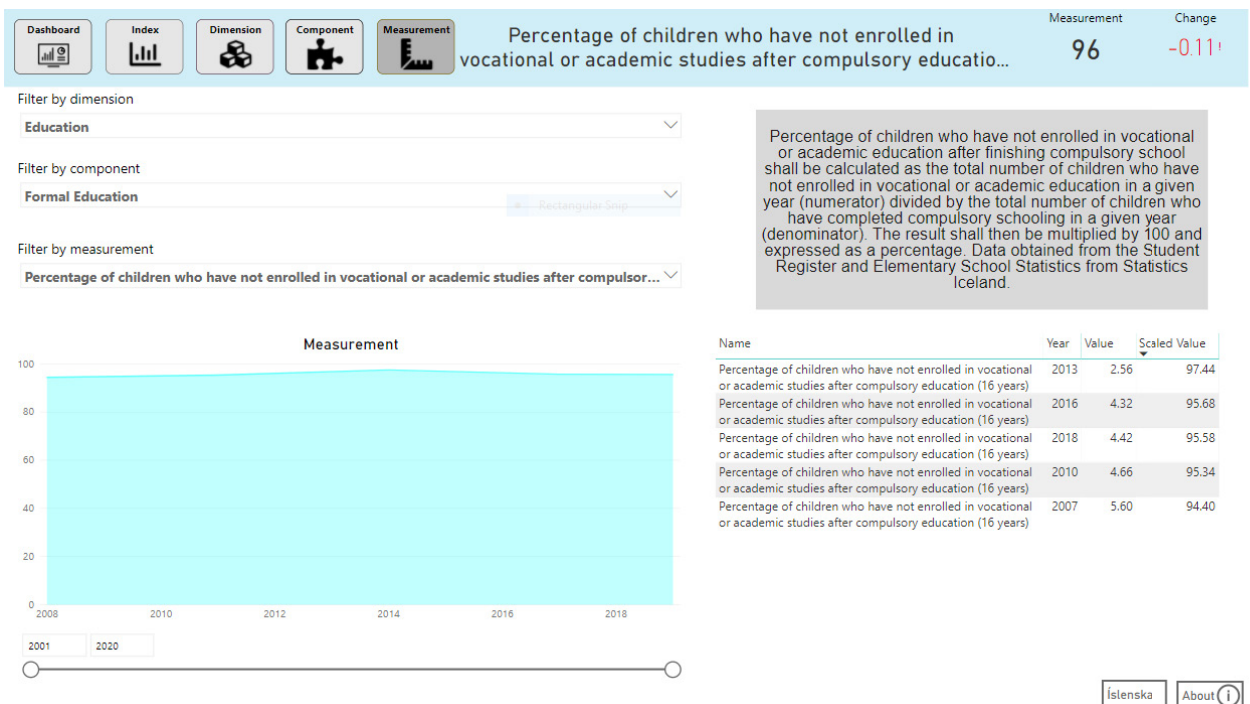 Dashboard
Index
Dimension
Component
Measurement
Percentage of children who have not enrolled in
vocational or academic studies after compulsory educatio...
Measurement
96
Change
-0.11!
Filter by dimension
Education
Filter by component
Formal Education
Rectangular Snip
Filter by measurement
Percentage of children who have not enrolled in vocational or academic studies after compulsor...
Percentage of children who have not enrolled in vocational
or academic education after finishing compulsory school
shall be calculated as the total number of children who have
not enrolled in vocational or academic education in a given
year (numerator) divided by the total number of children who
have completed compulsory schooling in a given year
(denominator). The result shall then be multiplied by 100 and
expressed as a percentage. Data obtained from the Student
Register and Elementary School Statistics from Statistics
Iceland.
Measurement
100
80
60
40
20
0
2008 2010 2012 2014 2016 2018
2001 2020
Name Year Value Scaled Value
Percentage of children who have not enrolled in vocational 2013 2.56 97.44
or academic studies after compulsory education (16 years)
Percentage of children who have not enrolled in vocational 2016 4.32 95.68
or academic studies after compulsory education (16 years)
Percentage of children who have not enrolled in vocational 2018 4.42 95.58
or academic studies after compulsory education (16 years)
Percentage of children who have not enrolled in vocational 2010 4.66 95.34
or academic studies after compulsory education (16 years)
Percentage of children who have not enrolled in vocational 2007 5.60 94.40
or academic studies after compulsory education (16 years)
Íslenska
About